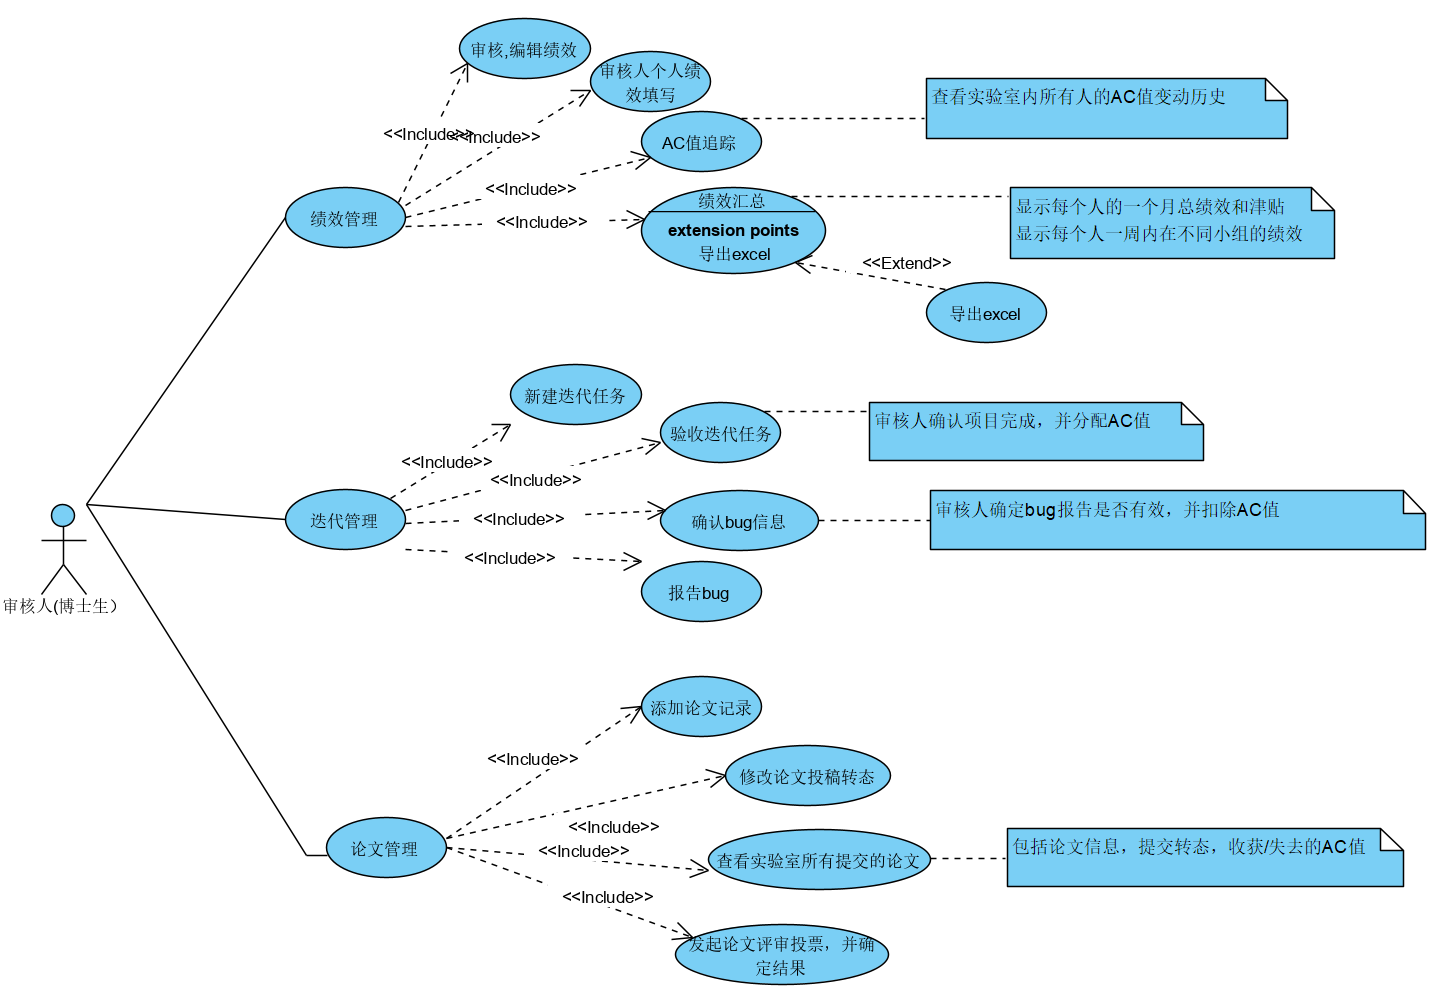 审核,编辑绩效
审核人个人绩
效填写
<<Include>>
<<Include>>
AC值追踪
查看实验室内所有人的AC值变动历史
<<Include>>
绩效管理
<<Include>>
绩效汇总
extension points
导出excel
显示每个人的一个月总绩效和津贴
显示每个人一周内在不同小组的绩效
<<Extend>>
导出excel
新建迭代任务
<<Include>>
验收迭代任务
审核人确认项目完成，并分配AC值
<<Include>>
迭代管理
<<Include>>
确认bug信息
审核人确定bug报告是否有效，并扣除AC值
<<Include>>
报告bug
审核人(博士生）
添加论文记录
<<Include>>
修改论文投稿转态
<<Include>>
论文管理
<<Include>>
查看实验室所有提交的论文
包括论文信息，提交转态，收获/失去的AC值
<<Include>>
发起论文评审投票，并确
定结果